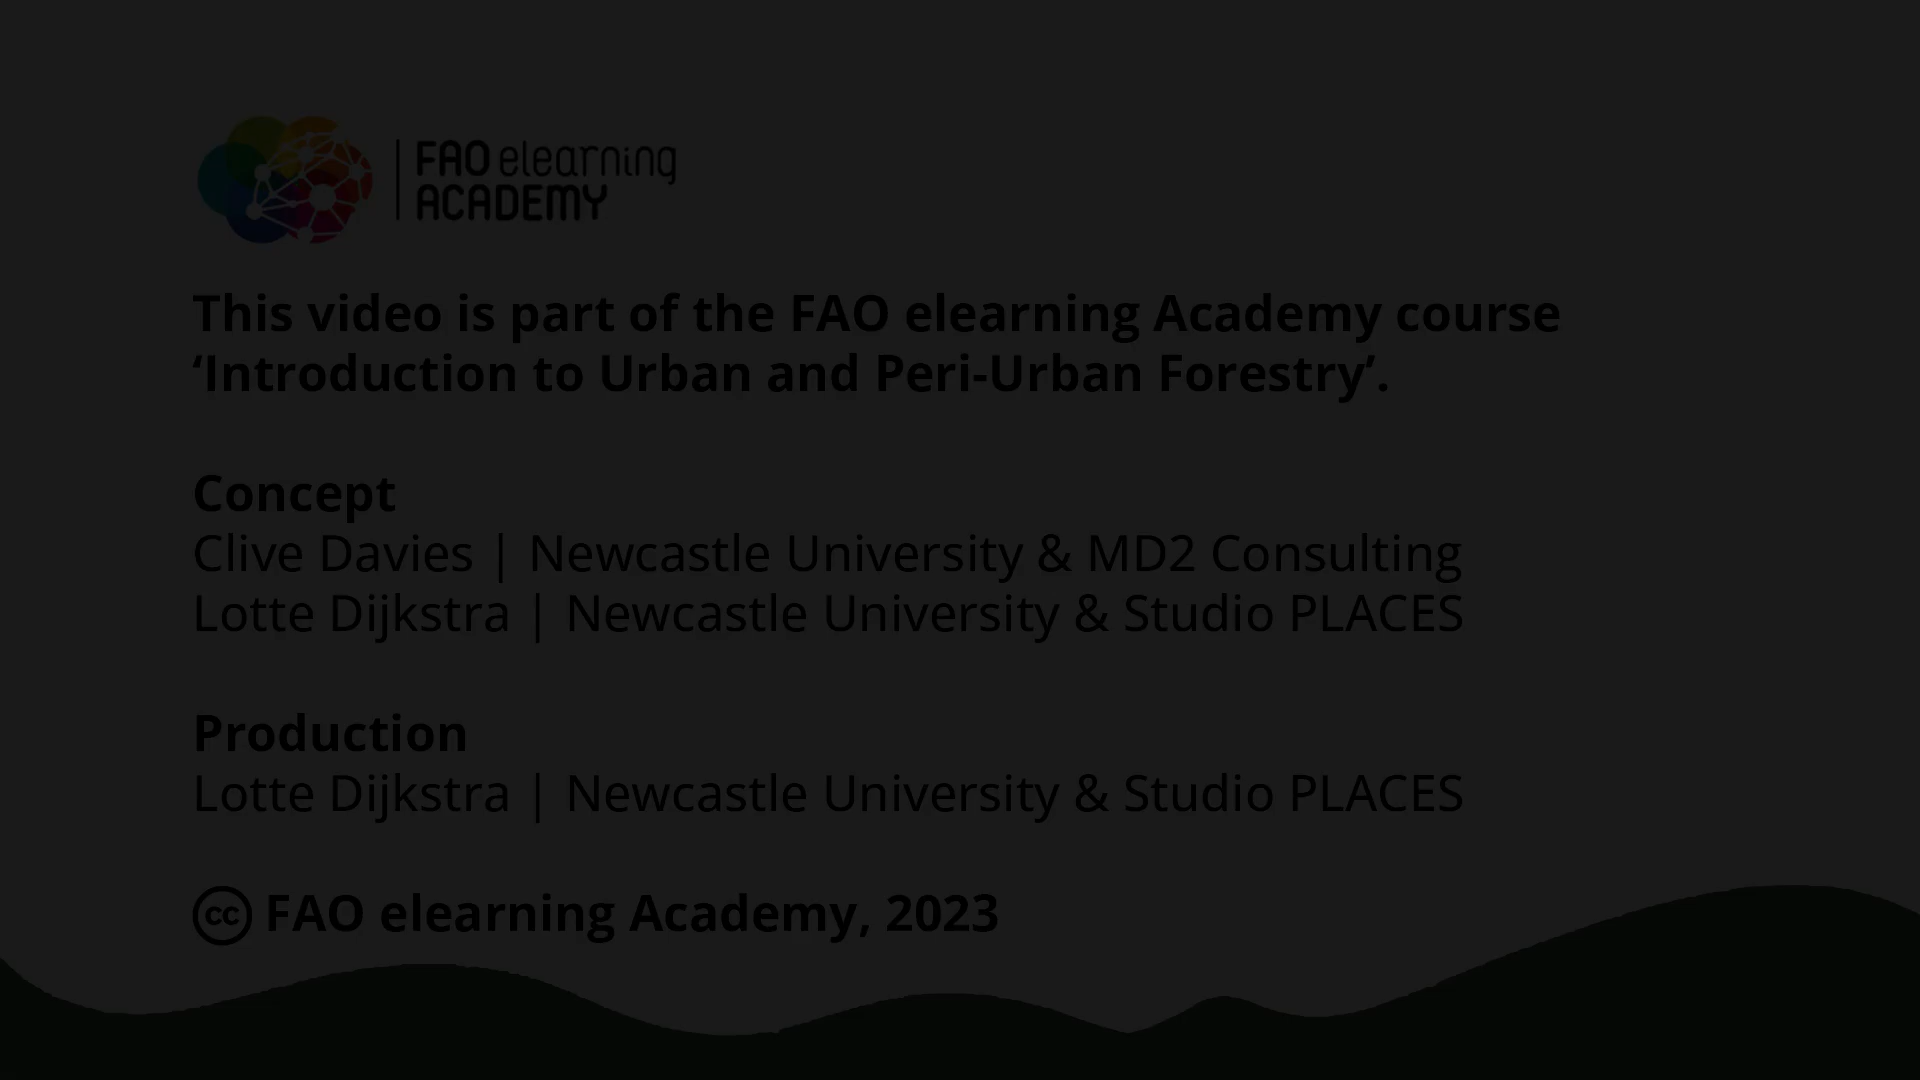 FAO elearning
ACADEMY
This video is part of the FAO elearning Academy course
‘Introduction to Urban and Peri-Urban Forestry’.
Concept
Clive Davies | Newcastle University & MD2 Consulting
Lotte Dijkstra | Newcastle University & Studio PLACES
Production
Lotte Dijkstra | Newcastle University & Studio PLACES
cc FAO elearning Academy, 2023